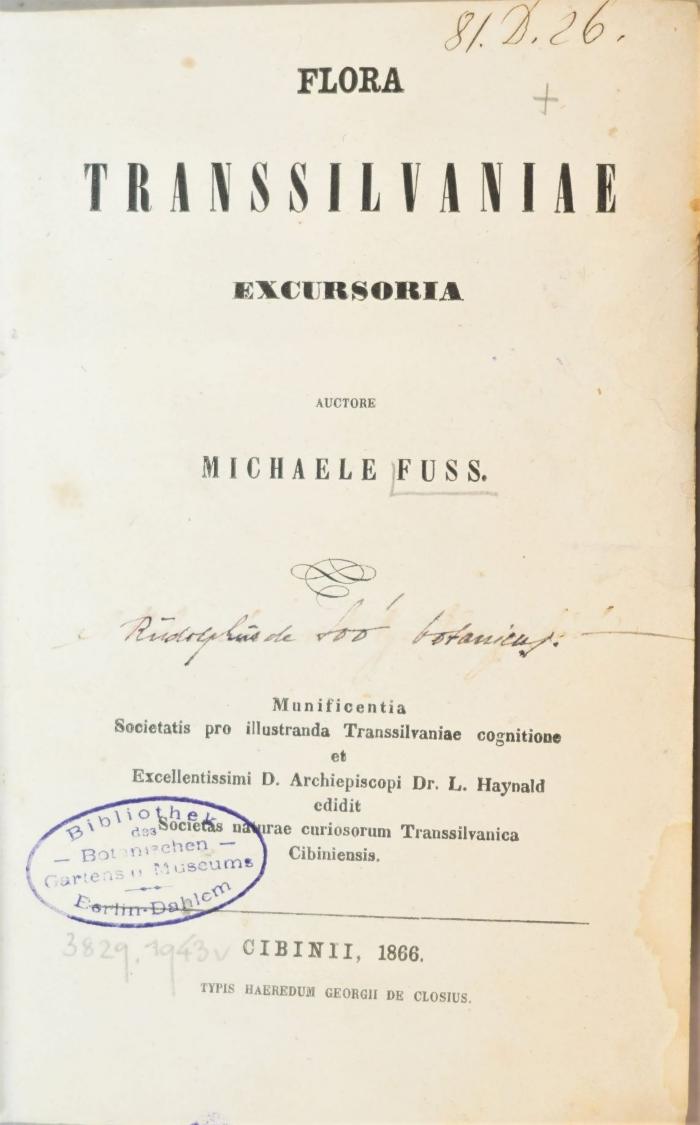 81. D. 26.
FLORA
TRANSSILVANIAE
EXCURSORIA
AUCTORE
MICHAELE FUSS.
Rudolphus de Soó botanicus.
Munificentia
Societatis pro illustranda Transsilvaniae cognitione
et
Excellentissimi D. Archiepiscopi Dr. L. Haynald
edidit
Societas naturae curiosorum Transsilvanica
Cibiniensis.
Bibliothek
des
— Botanischen —
Gartens u Museums
Berlin-Dahlem
3829, 1943
CIBINII, 1866.
TYPIS HAEREDUM GEORGII DE CLOSIUS.